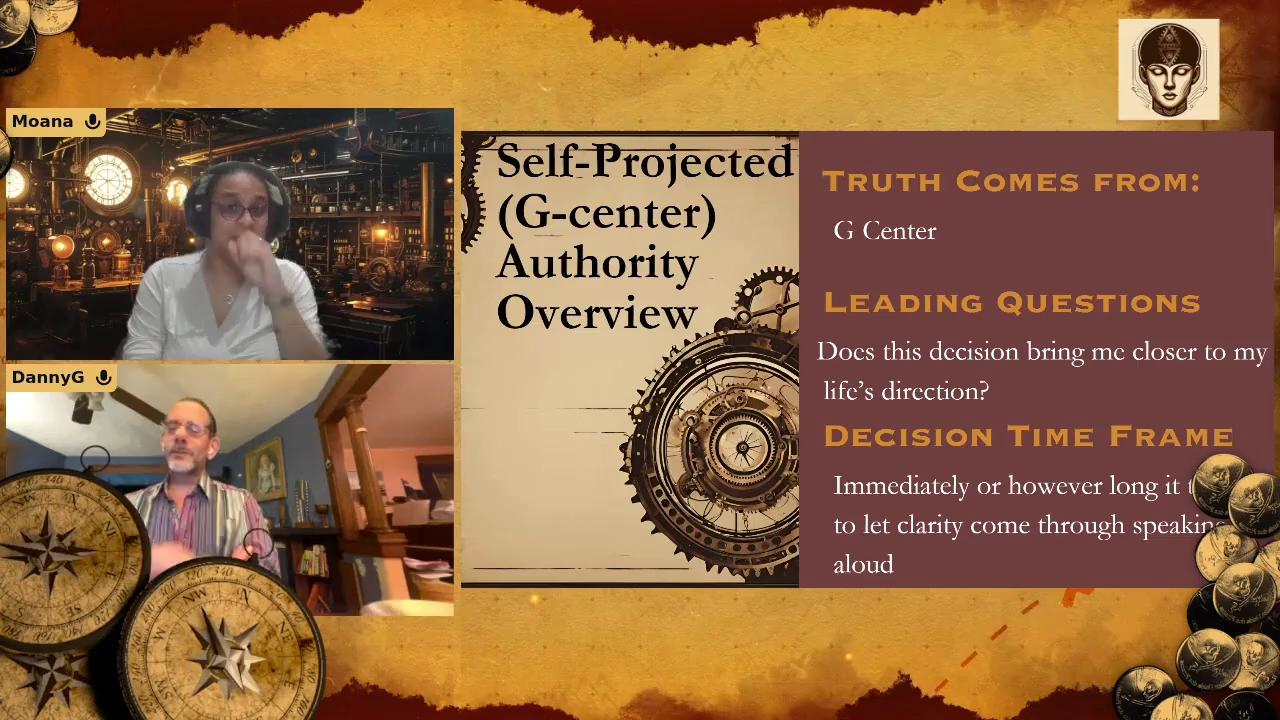 Moana
DannyG
Self-Projected
(G-center)
Authority
Overview
Truth Comes from:
G Center
Leading Questions
Does this decision bring me closer to my
life's direction?
Decision Time Frame
Immediately or however long it
to let clarity come through speaking
aloud